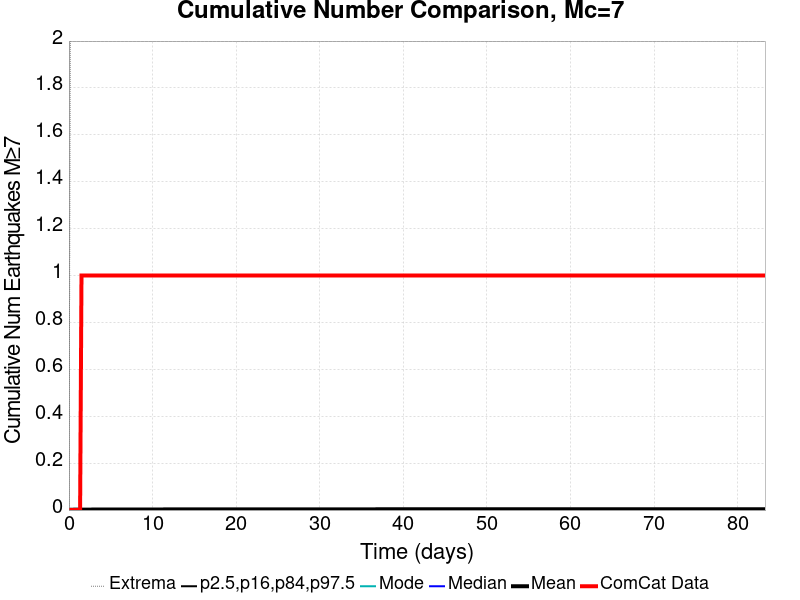 Cumulative Number Comparison, Mc=7
Cumulative Num Earthquakes M≥7
2
1.8
1.6
1.4
1.2
1
0.8
0.6
0.4
0.2
0
0 10 20 30 40 50 60 70 80
Time (days)
Extrema p2.5,p16,p84,p97.5 Mode Median Mean ComCat Data